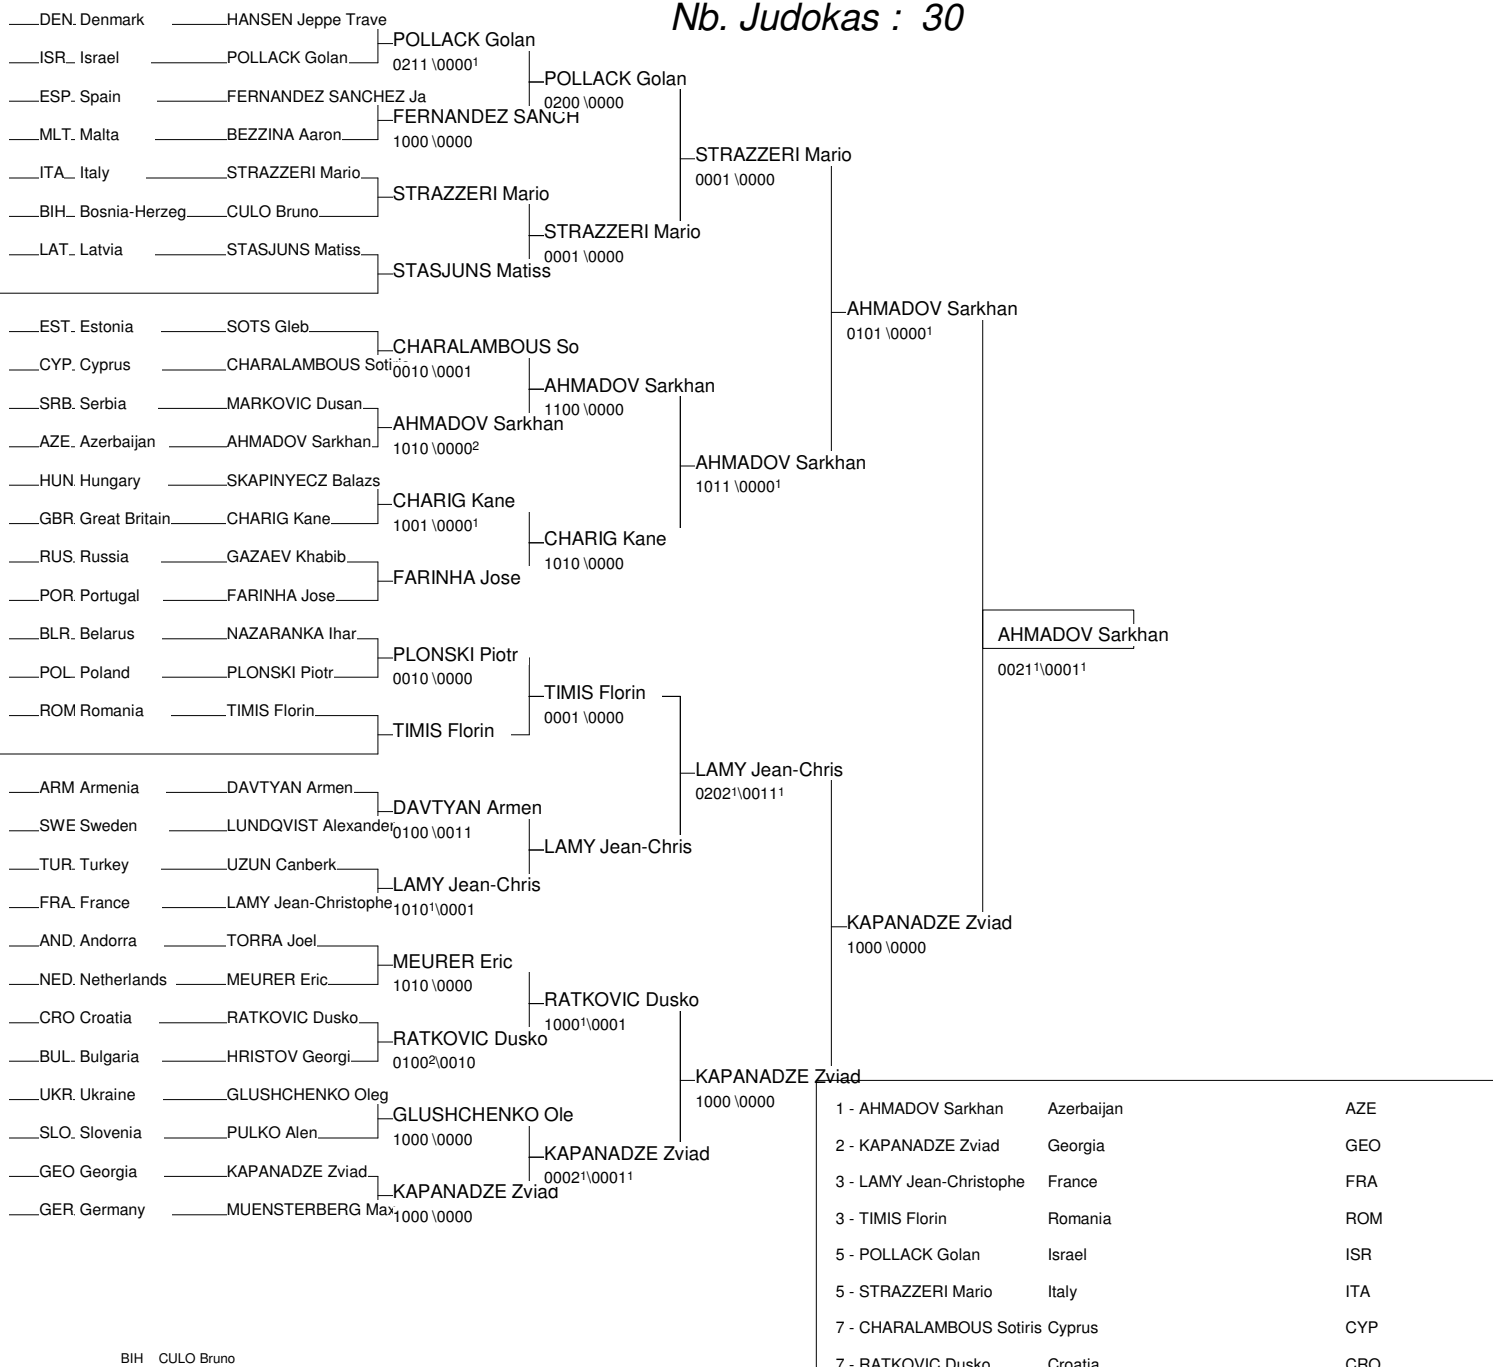 Nb. Judokas : 30
DEN Denmark HANSEN Jeppe Trave
POLLACK Golan
ISR Israel POLLACK Golan
0211 \0000¹
POLLACK Golan
ESP Spain FERNANDEZ SANCHEZ Ja
0200 \0000
FERNANDEZ SANCH
MLT Malta BEZZINA Aaron
1000 \0000
STRAZZERI Mario
ITA Italy STRAZZERI Mario
0001 \0000
STRAZZERI Mario
BIH Bosnia-Herzeg CULO Bruno
STRAZZERI Mario
LAT Latvia STASJUNS Matiss
0001 \0000
STASJUNS Matiss
AHMADOV Sarkhan
EST Estonia SOTS Gleb
0101 \0000¹
CHARALAMBOUS So
CYP Cyprus CHARALAMBOUS Sotiris
0010 \0001
AHMADOV Sarkhan
SRB Serbia MARKOVIC Dusan
1100 \0000
AHMADOV Sarkhan
AZE Azerbaijan AHMADOV Sarkhan
1010 \0000²
AHMADOV Sarkhan
HUN Hungary SKAPINYECZ Balazs
1011 \0000¹
CHARIG Kane
GBR Great Britain CHARIG Kane
1001 \0000¹
CHARIG Kane
RUS Russia GAZAEV Khabib
1010 \0000
FARINHA Jose
POR Portugal FARINHA Jose
BLR Belarus NAZARANKA Ihar
AHMADOV Sarkhan
0021¹\0001¹
PLONSKI Piotr
POL Poland PLONSKI Piotr
0010 \0000
TIMIS Florin
ROM Romania TIMIS Florin
0001 \0000
TIMIS Florin
LAMY Jean-Chris
ARM Armenia DAVTYAN Armen
0202¹\0011¹
DAVTYAN Armen
SWE Sweden LUNDQVIST Alexander
0100 \0011
LAMY Jean-Chris
TUR Turkey UZUN Canberk
LAMY Jean-Chris
FRA France LAMY Jean-Christophe
1010¹\0001
KAPANADZE Zviad
AND Andorra TORRA Joel
1000 \0000
MEURER Eric
NED Netherlands MEURER Eric
1010 \0000
RATKOVIC Dusko
CRO Croatia RATKOVIC Dusko
1000¹\0001
RATKOVIC Dusko
BUL Bulgaria HRISTOV Georgi
0100²\0010
KAPANADZE Zviad
UKR Ukraine GLUSHCHENKO Oleg
1000 \0000
GLUSHCHENKO Ole
SLO Slovenia PULKO Alen
1000 \0000
KAPANADZE Zviad
GEO Georgia KAPANADZE Zviad
0002¹\0001¹
KAPANADZE Zviad
GER Germany MUENSTERBERG Max
1000 \0000
1 - AHMADOV Sarkhan Azerbaijan AZE
2 - KAPANADZE Zviad Georgia GEO
3 - LAMY Jean-Christophe France FRA
3 - TIMIS Florin Romania ROM
5 - POLLACK Golan Israel ISR
5 - STRAZZERI Mario Italy ITA
7 - CHARALAMBOUS Sotiris Cyprus CYP
7 - RATKOVIC Dusko Croatia CRO
BIH CULO Bruno